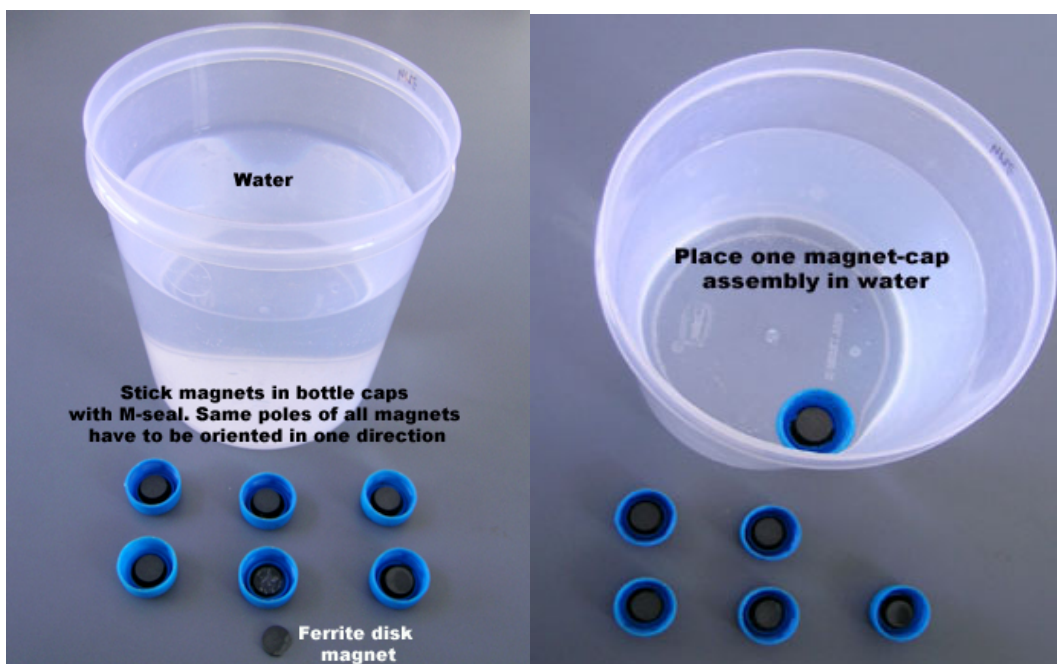 Water
Stick magnets in bottle caps
with M-seal. Same poles of all magnets
have to be oriented in one direction
Ferrite disk
magnet
Place one magnet-cap
assembly in water